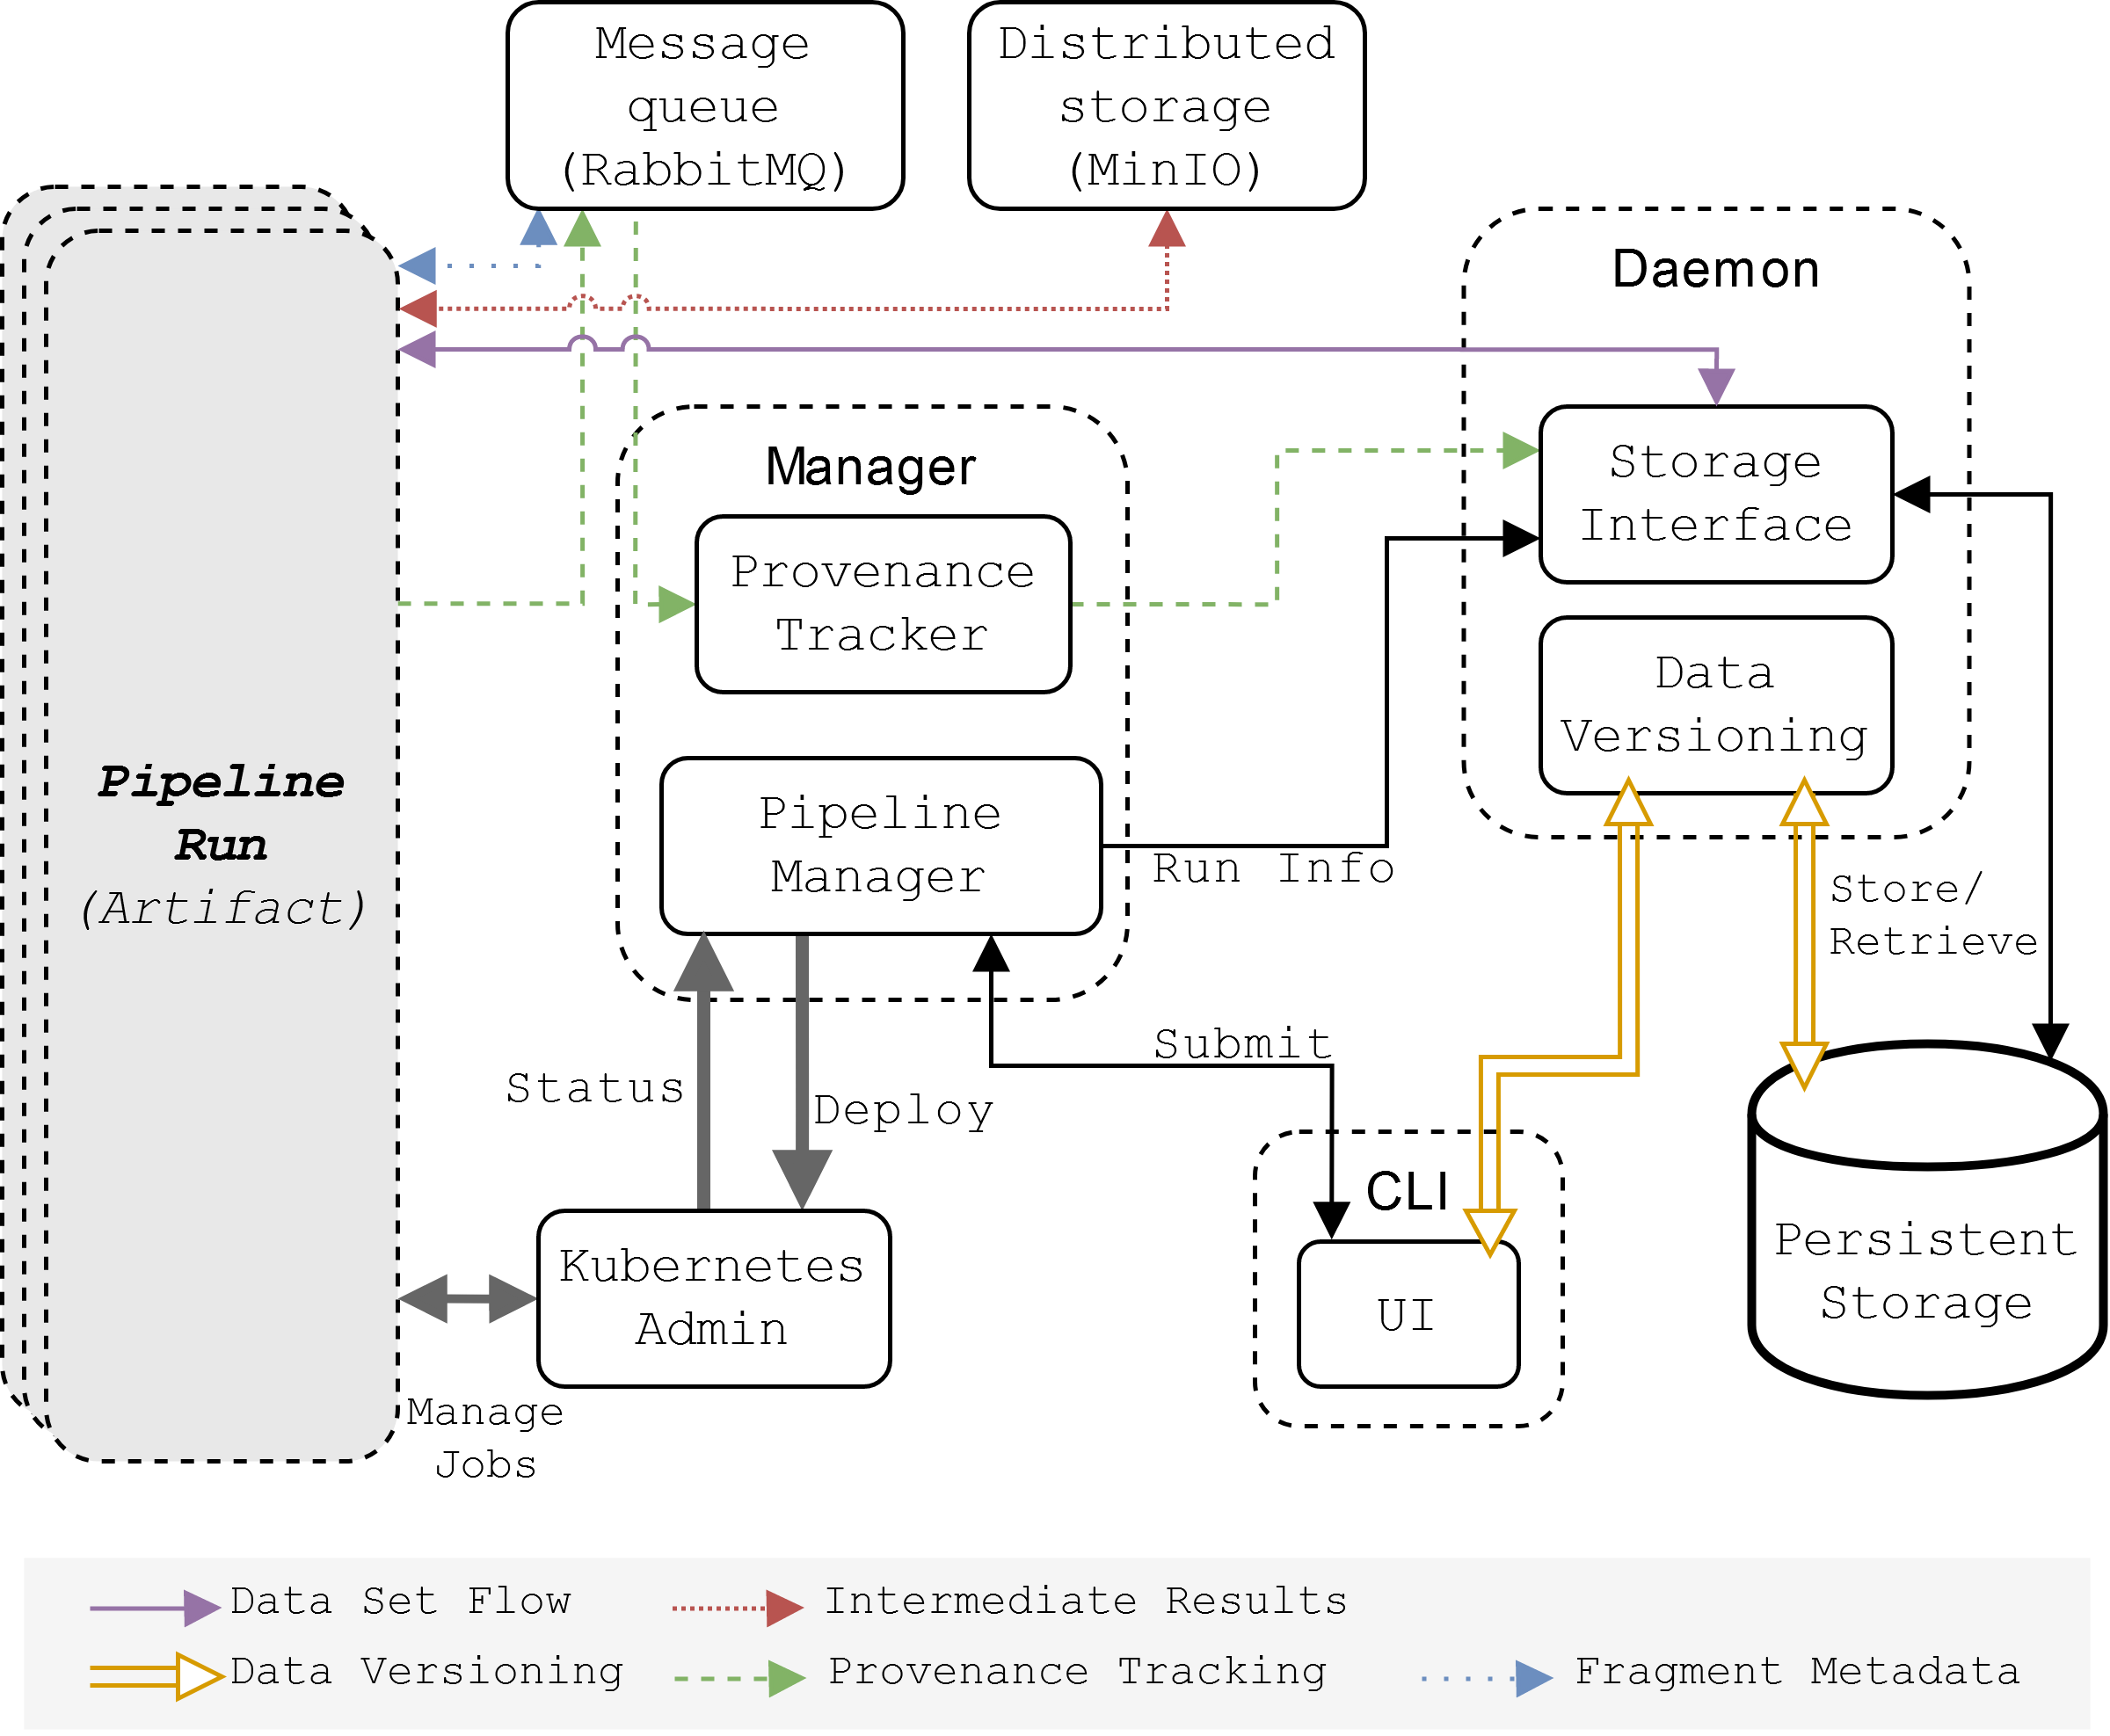 Message
queue
(RabbitMQ)
Distributed
storage
(MinIO)
Daemon
Manager
Storage
Interface
Provenance
Tracker
Data
Versioning
Pipeline
Run
(Artifact)
Pipeline
Manager
Run Info
Store/
Retrieve
Submit
Status
Deploy
CLI
Kubernetes
Admin
UI
Persistent
Storage
Manage
Jobs
Data Set Flow
Intermediate Results
Data Versioning
Provenance Tracking
Fragment Metadata